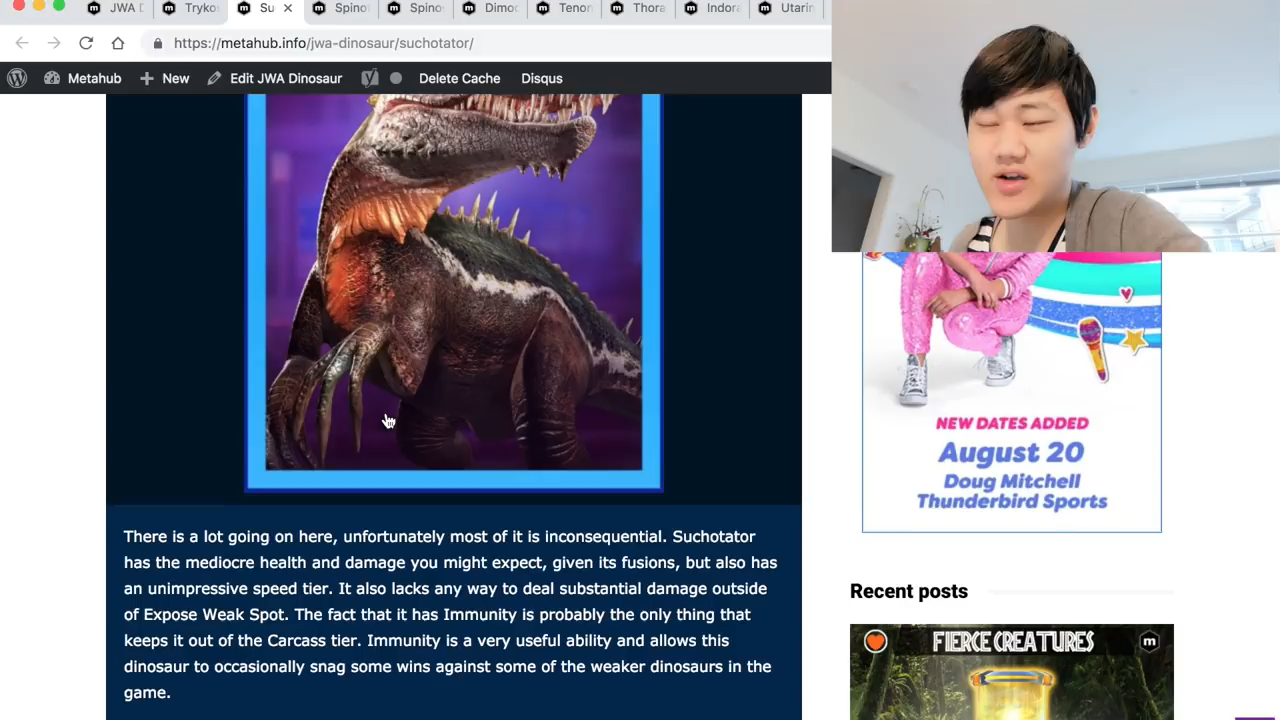 JWA D
Tryko
Su
Spino
Spino
Dimoc
Tenon
Thora
Indora
Utarin
https://metahub.info/jwa-dinosaur/suchotator/
Metahub
New
Edit JWA Dinosaur
Delete Cache
Disqus
NEW DATES ADDED
August 20
Doug Mitchell
Thunderbird Sports
There is a lot going on here, unfortunately most of it is inconsequential. Suchotator
has the mediocre health and damage you might expect, given its fusions, but also has
an unimpressive speed tier. It also lacks any way to deal substantial damage outside
of Expose Weak Spot. The fact that it has Immunity is probably the only thing that
keeps it out of the Carcass tier. Immunity is a very useful ability and allows this
dinosaur to occasionally snag some wins against some of the weaker dinosaurs in the
game.
Recent posts
FIERCE CREATURES
m